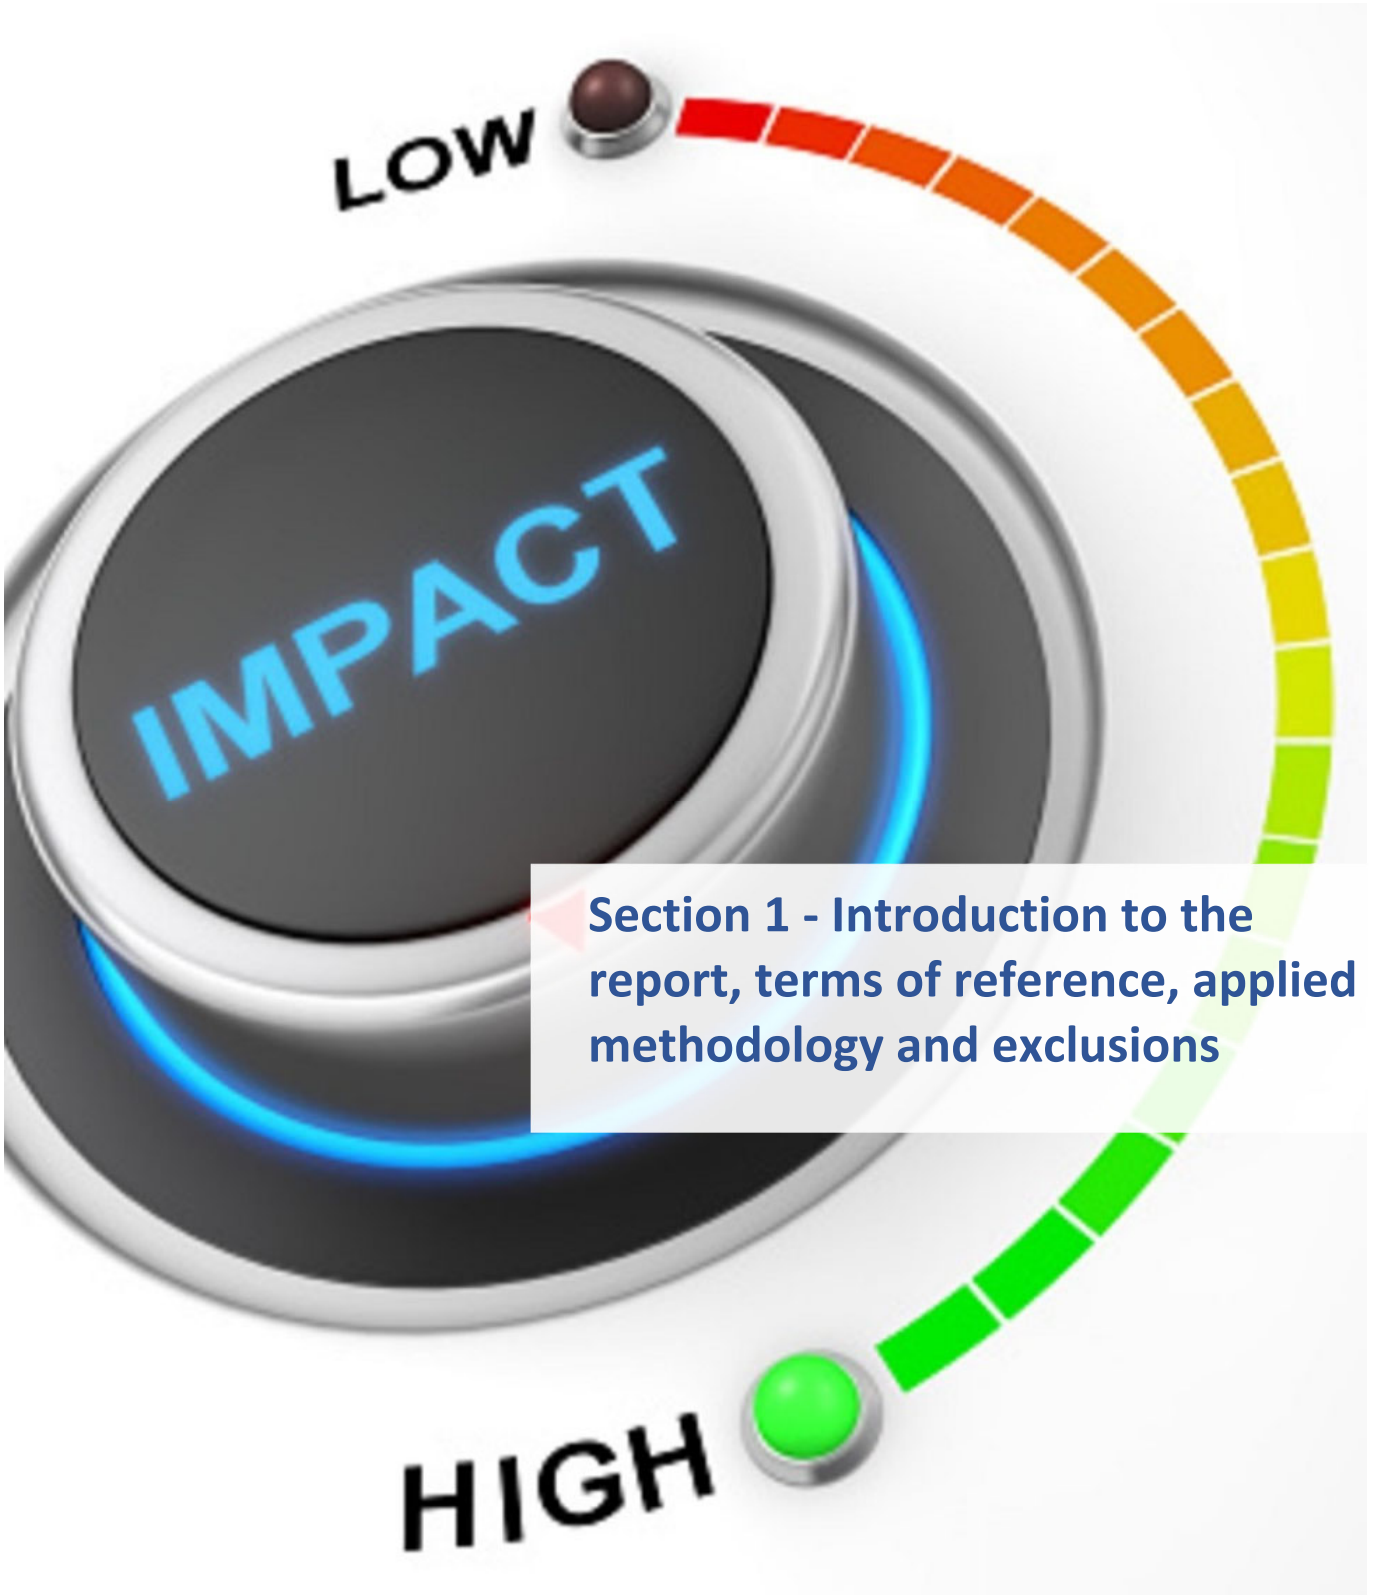 LOW
IMPACT
Section 1 - Introduction to the
report, terms of reference, applied
methodology and exclusions
HIGH